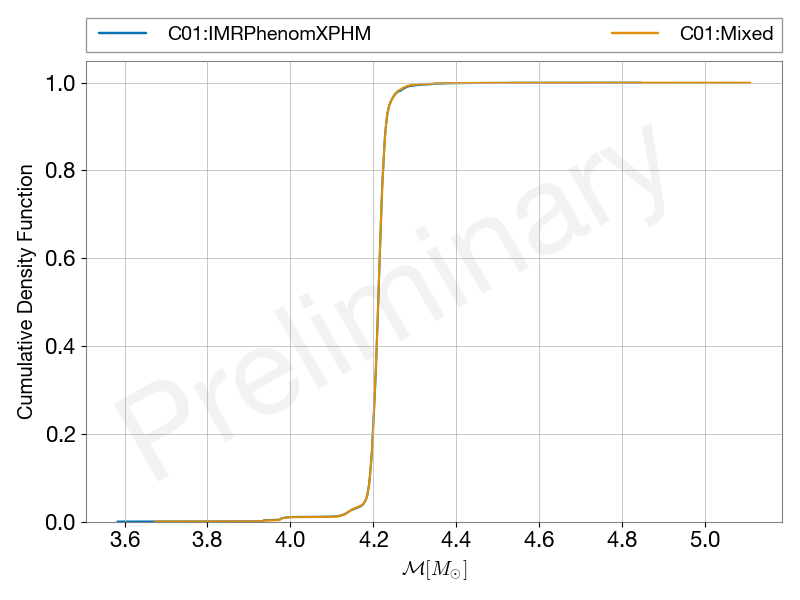 C01:IMRPhenomXPHM C01:Mixed
1.0
0.8
0.6
0.4
0.2
0.0
Cumulative Density Function
Preliminary
3.6 3.8 4.0 4.2 4.4 4.6 4.8 5.0
ℳ[M⊙]